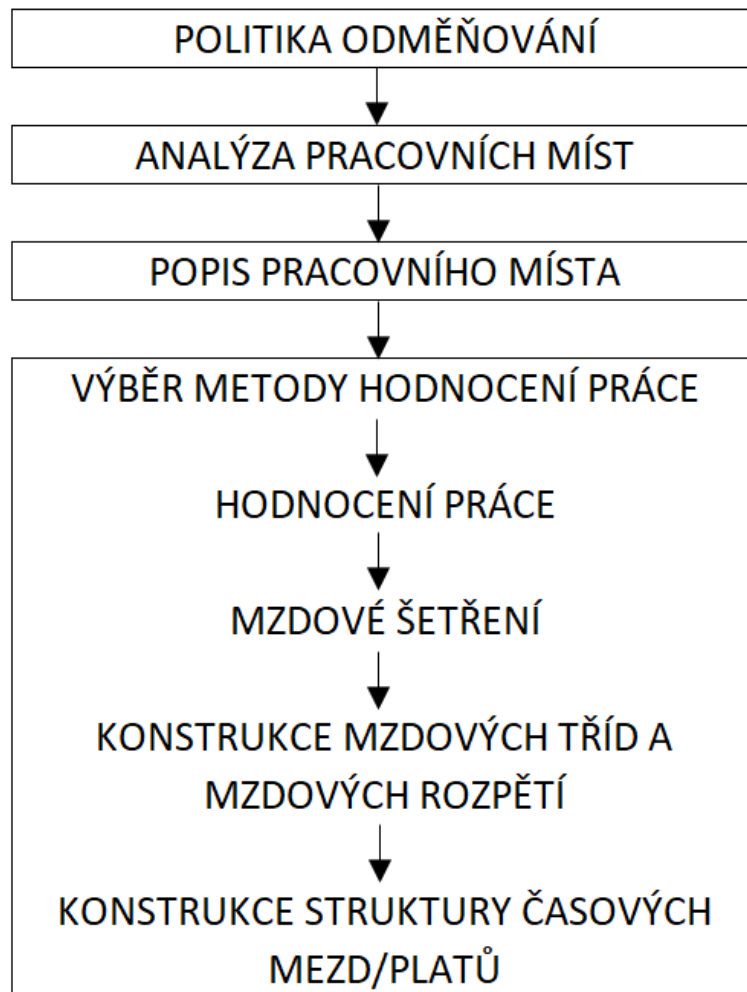 POLITIKA ODMĚŇOVÁNÍ
ANALÝZA PRACOVNÍCH MÍST
POPIS PRACOVNÍHO MÍSTA
VÝBĚR METODY HODNOCENÍ PRÁCE
HODNOCENÍ PRÁCE
MZDOVÉ ŠETŘENÍ
KONSTRUKCE MZDOVÝCH TŘÍD A
MZDOVÝCH ROZPĚTÍ
KONSTRUKCE STRUKTURY ČASOVÝCH
MEZD/PLATŮ